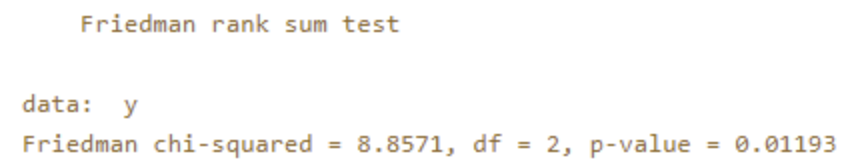 Friedman rank sum test
data: y
Friedman chi-squared = 8.8571, df = 2, p-value = 0.01193